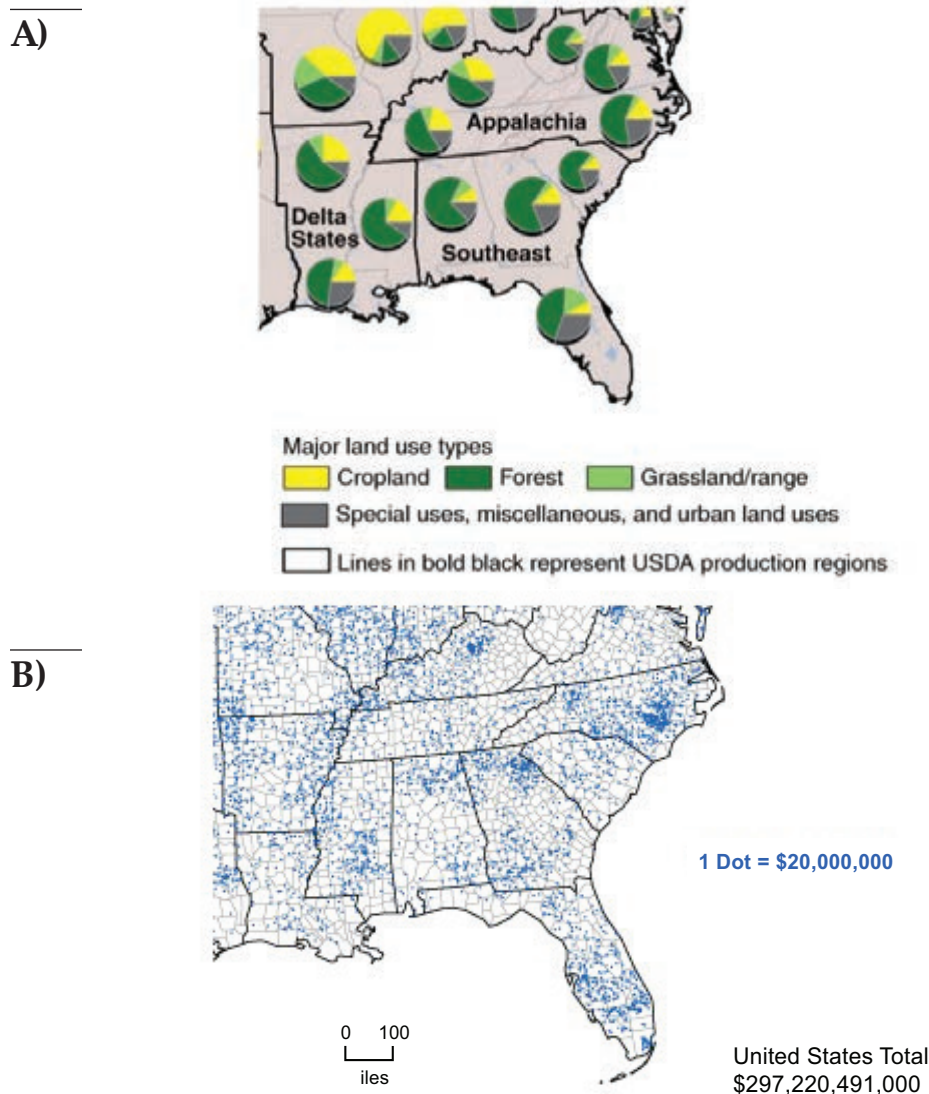 A)
Appalachia
Delta
States
Southeast
Major land use types
Cropland Forest Grassland/range
Special uses, miscellaneous, and urban land uses
Lines in bold black represent USDA production regions
B)
1 Dot = $20,000,000
0 100
iles
United States Total
$297,220,491,000